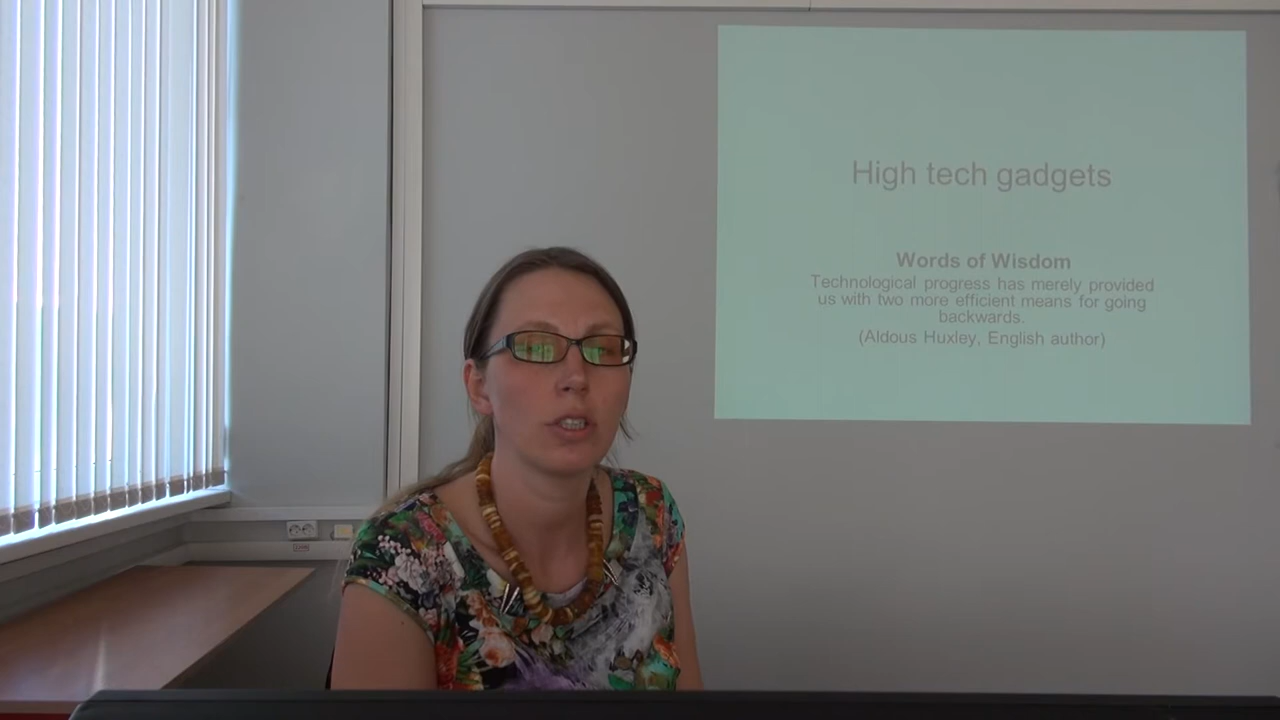 High tech gadgets
Words of Wisdom
Technological progress has merely provided
us with two more efficient means for going
backwards.
(Aldous Huxley, English author)